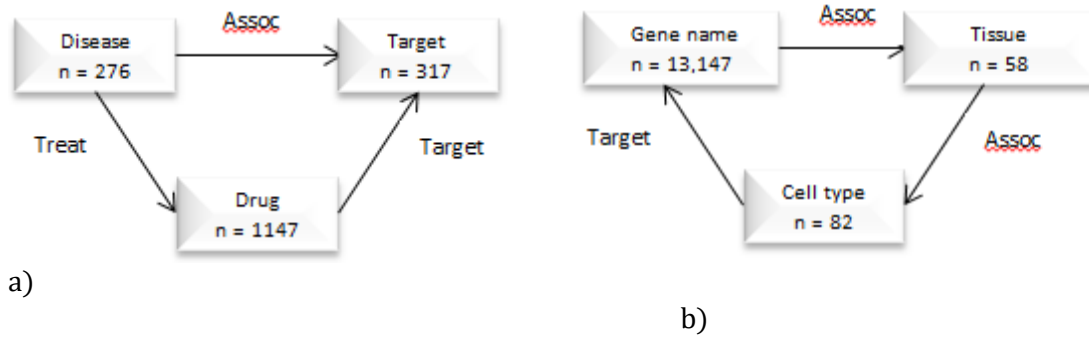 Assoc
Disease
n = 276
Target
n = 317
Treat
Target
Drug
n = 1147
a)
Assoc
Gene name
n = 13,147
Tissue
n = 58
Target
Assoc
Cell type
n = 82
b)